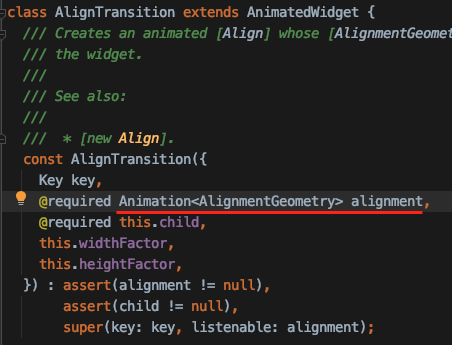 class AlignTransition extends AnimatedWidget {
/// Creates an animated [Align] whose [AlignmentGeomet
/// the widget.
///
/// See also:
///
///  * [new Align].
const AlignTransition({
Key key,
@required Animation<AlignmentGeometry> alignment,
@required this.child,
this.widthFactor,
this.heightFactor,
}) : assert(alignment != null),
assert(child != null),
super(key: key, listenable: alignment);